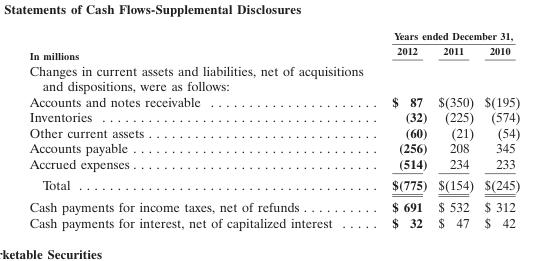 Statements of Cash Flows-Supplemental Disclosures
Years ended December 31,
In millions 2012 2011 2010
Changes in current assets and liabilities, net of acquisitions
and dispositions, were as follows:
Accounts and notes receivable ...................... $ 87 $(350) $(195)
Inventories .................................... (32) (225) (574)
Other current assets .............................. (60) (21) (54)
Accounts payable ................................ (256) 208 345
Accrued expenses ................................ (514) 234 233
Total ....................................... $(775) $(154) $(245)
Cash payments for income taxes, net of refunds .......... $ 691 $ 532 $ 312
Cash payments for interest, net of capitalized interest ..... $ 32 $ 47 $ 42
rketable Securities